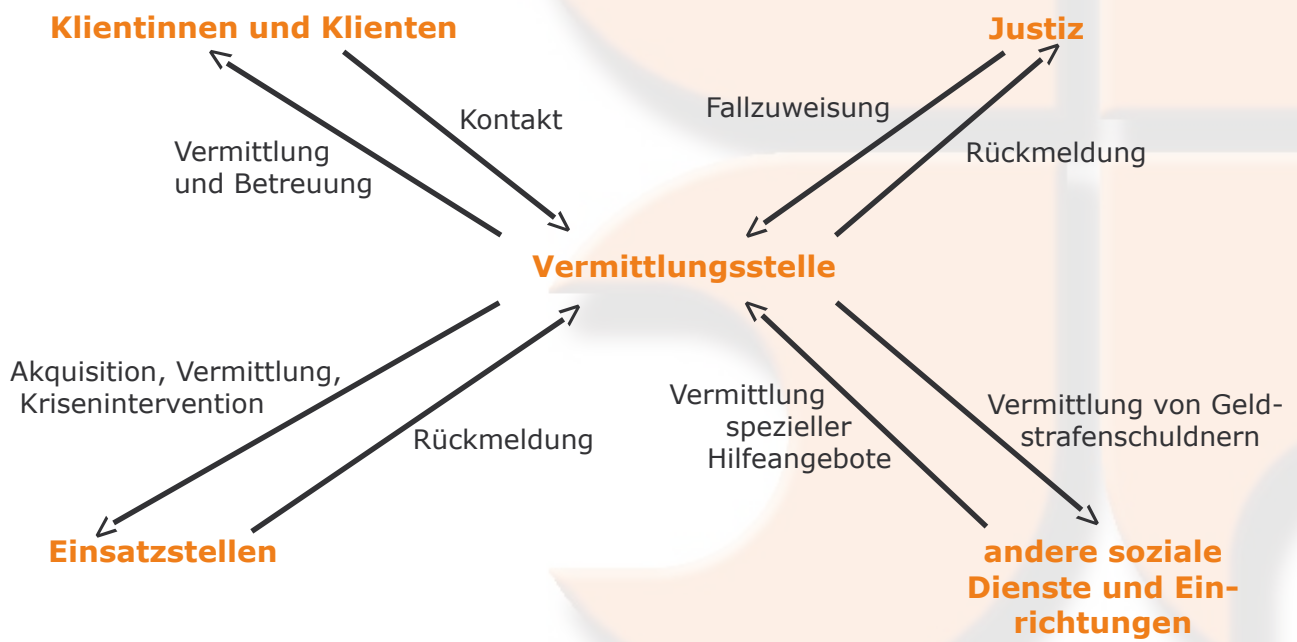 Klientinnen und Klienten
Justiz
Kontakt
Fallzuweisung
Vermittlung
und Betreuung
Rückmeldung
Vermittlungsstelle
Akquisition, Vermittlung,
Krisenintervention
Rückmeldung
Vermittlung
spezieller
Hilfeangebote
Vermittlung von Geld-
strafenschuldnern
Einsatzstellen
andere soziale
Dienste und Ein-
richtungen